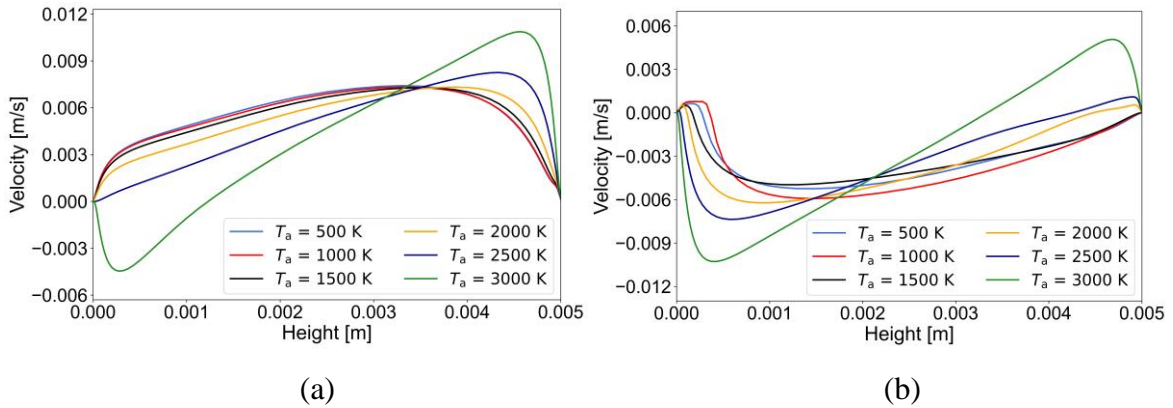 0.012
0.009
0.006
0.003
0.000
−0.003
−0.006
Velocity [m/s]
Tₐ = 500 K
Tₐ = 1000 K
Tₐ = 1500 K
Tₐ = 2000 K
Tₐ = 2500 K
Tₐ = 3000 K
0.000 0.001 0.002 0.003 0.004 0.005
Height [m]
(a)
0.006
0.003
0.000
−0.003
−0.006
−0.009
−0.012
Velocity [m/s]
Tₐ = 500 K
Tₐ = 1000 K
Tₐ = 1500 K
Tₐ = 2000 K
Tₐ = 2500 K
Tₐ = 3000 K
0.000 0.001 0.002 0.003 0.004 0.005
Height [m]
(b)